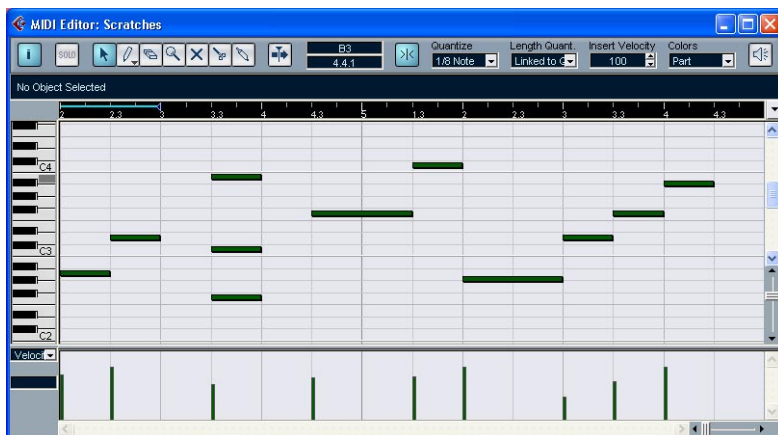 MIDI Editor: Scratches
i SOLO B3 4.4.1 Quantize 1/8 Note Length Quant. Linked to Q Insert Velocity 100 Colors Part
No Object Selected
2 2.3 3 3.3 4 4.3 5 1.3 2 2.3 3 3.3 4 4.3
C4
C3
C2
Veloci